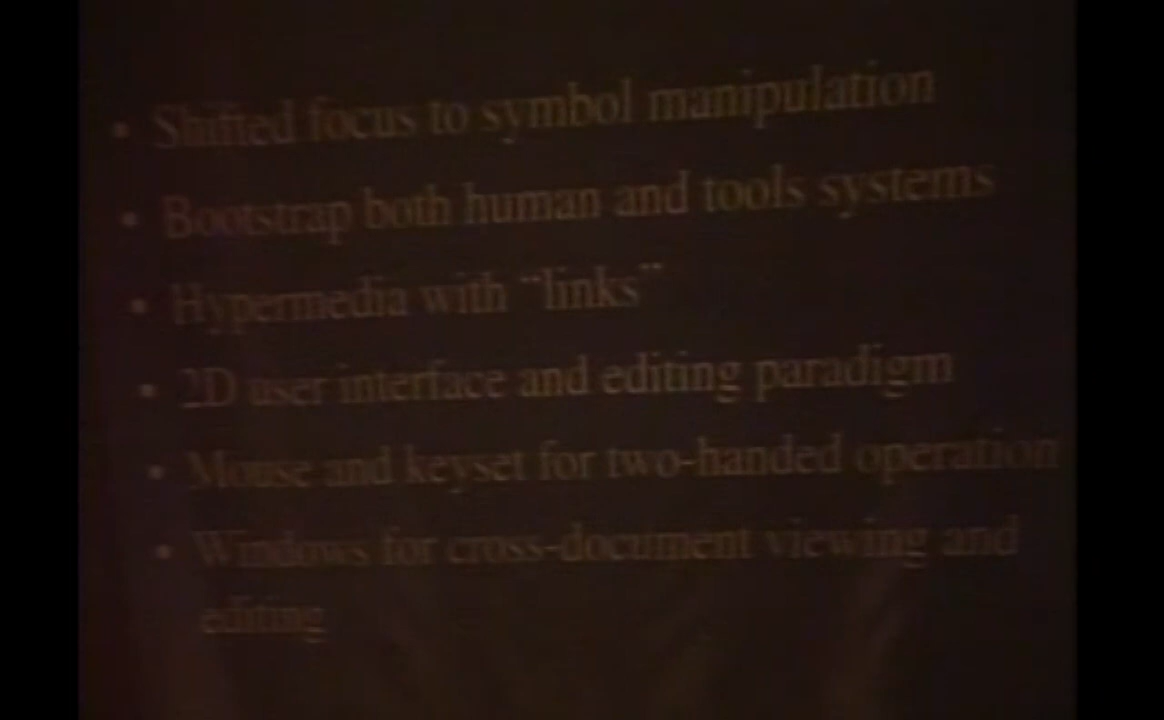 • Shifted focus to symbol manipulation
• Bootstrap both human and tools systems
• Hypermedia with “links”
• 2D user interface and editing paradigm
• Mouse and keyset for two-handed operation
• Windows for cross-document viewing and
editing